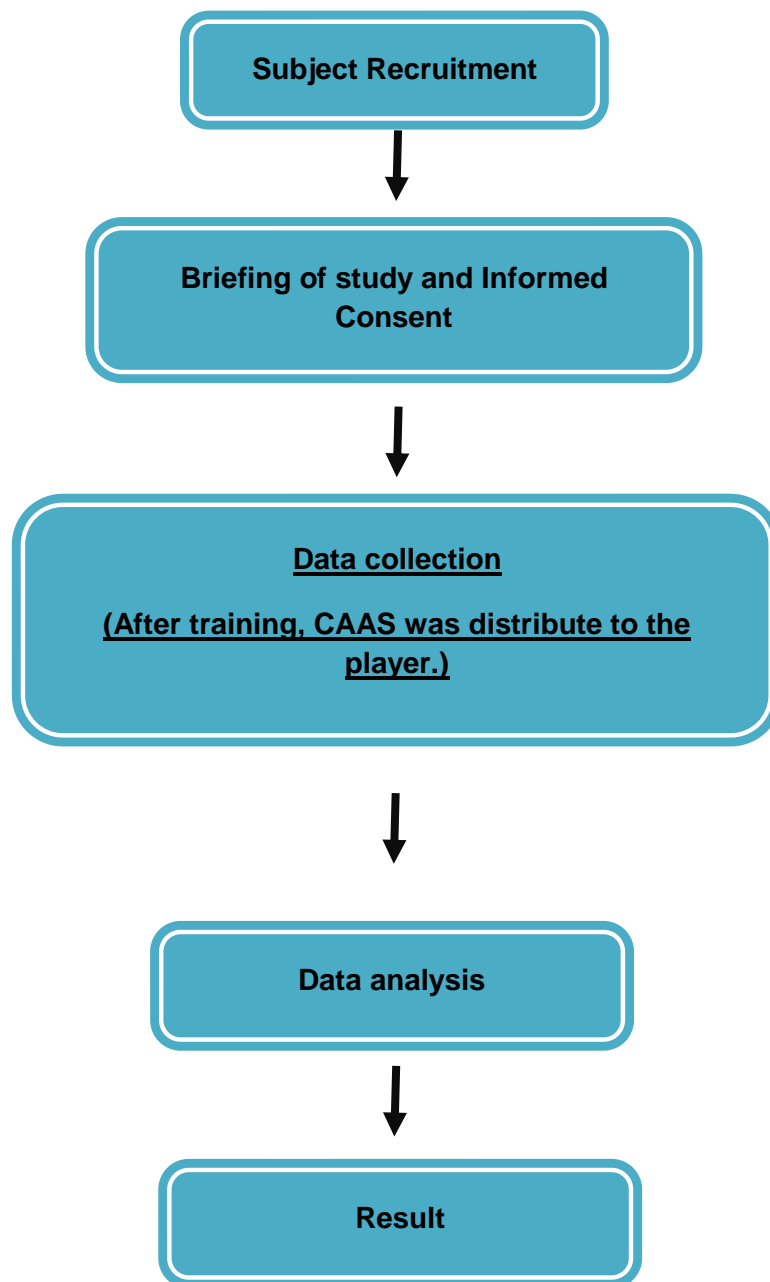 Subject Recruitment
Briefing of study and Informed
Consent
Data collection
(After training, CAAS was distribute to the
player.)
Data analysis
Result